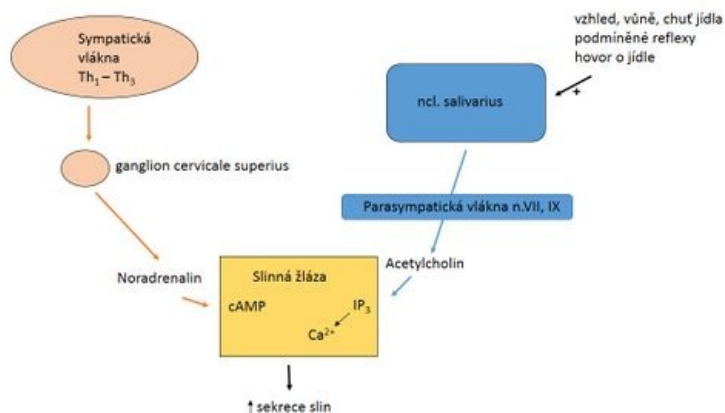 Sympatická
vlákna
Th₁ – Th₃
vzhled, vůně, chuť jídla
podmíněné reflexy
hovor o jídle
+
ncl. salivarius
ganglion cervicale superius
Parasympatická vlákna n.VII, IX
Noradrenalin
Acetylcholin
Slinná žláza
cAMP
IP₃
Ca²⁺
↑ sekrece slin